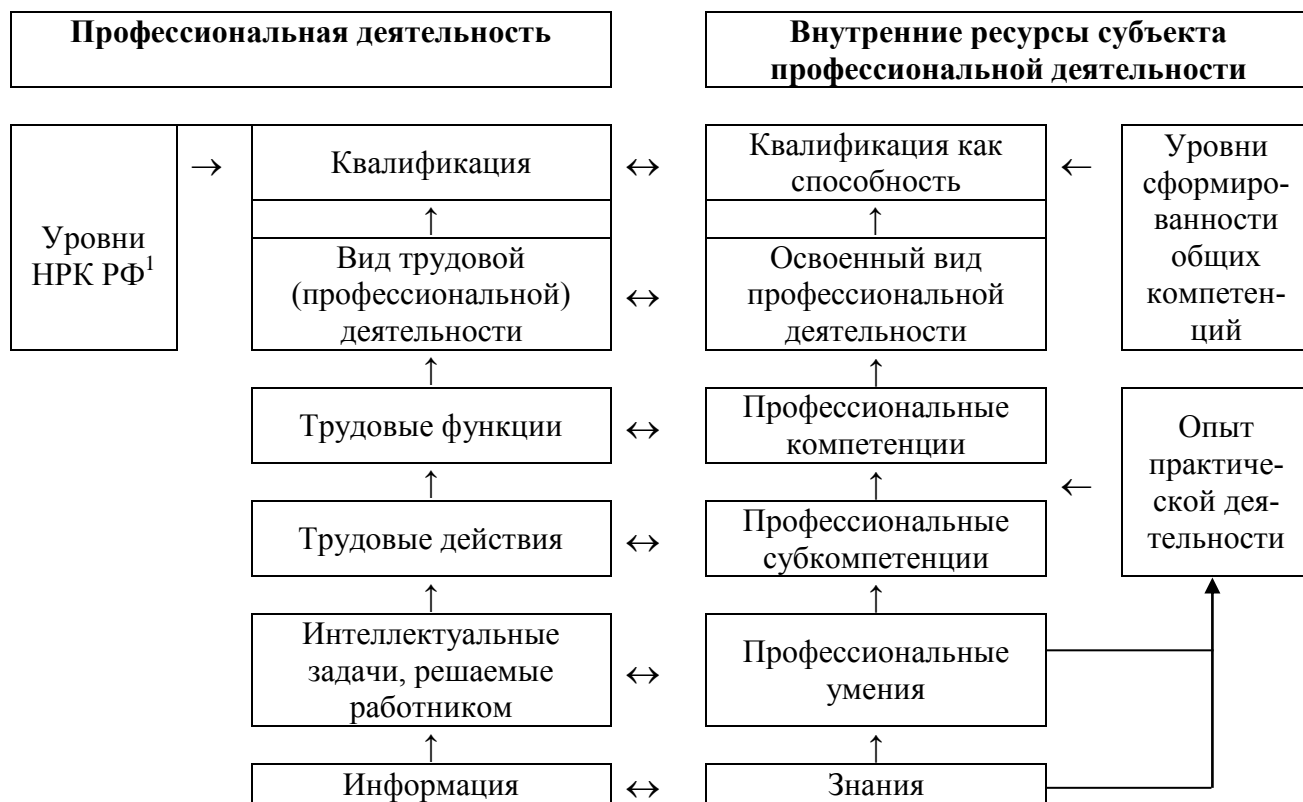 Профессиональная деятельность
Внутренние ресурсы субъекта
профессиональной деятельности
Уровни
НРК РФ1
→
Квалификация
↔
Квалификация как
способность
←
Уровни
сформиро-
ванности
общих
компетен-
ций
↑
↑
Вид трудовой
(профессиональной)
деятельности
↔
Освоенный вид
профессиональной
деятельности
↑
↑
Трудовые функции
↔
Профессиональные
компетенции
Опыт
практиче-
ской дея-
тельности
↑
↑
←
Трудовые действия
↔
Профессиональные
субкомпетенции
↑
↑
Интеллектуальные
задачи, решаемые
работником
↔
Профессиональные
умения
↑
↑
Информация
↔
Знания